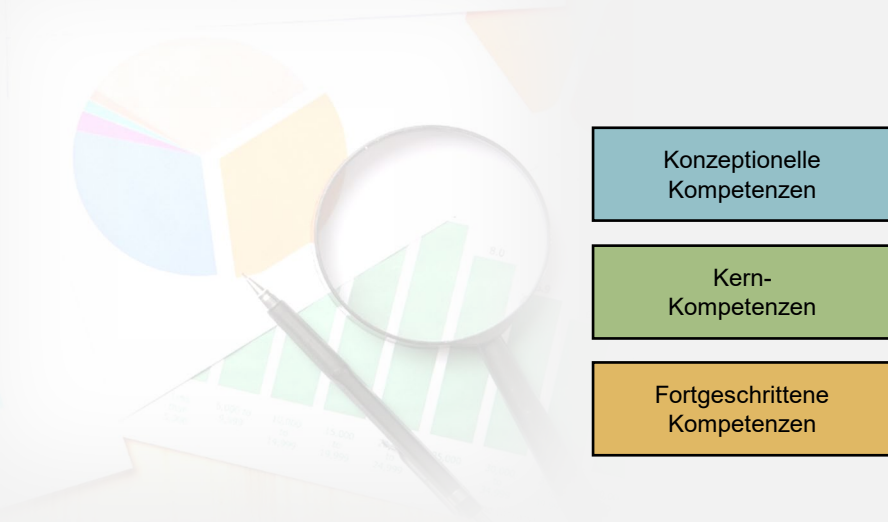 Konzeptionelle
Kompetenzen
Kern-
Kompetenzen
Fortgeschrittene
Kompetenzen